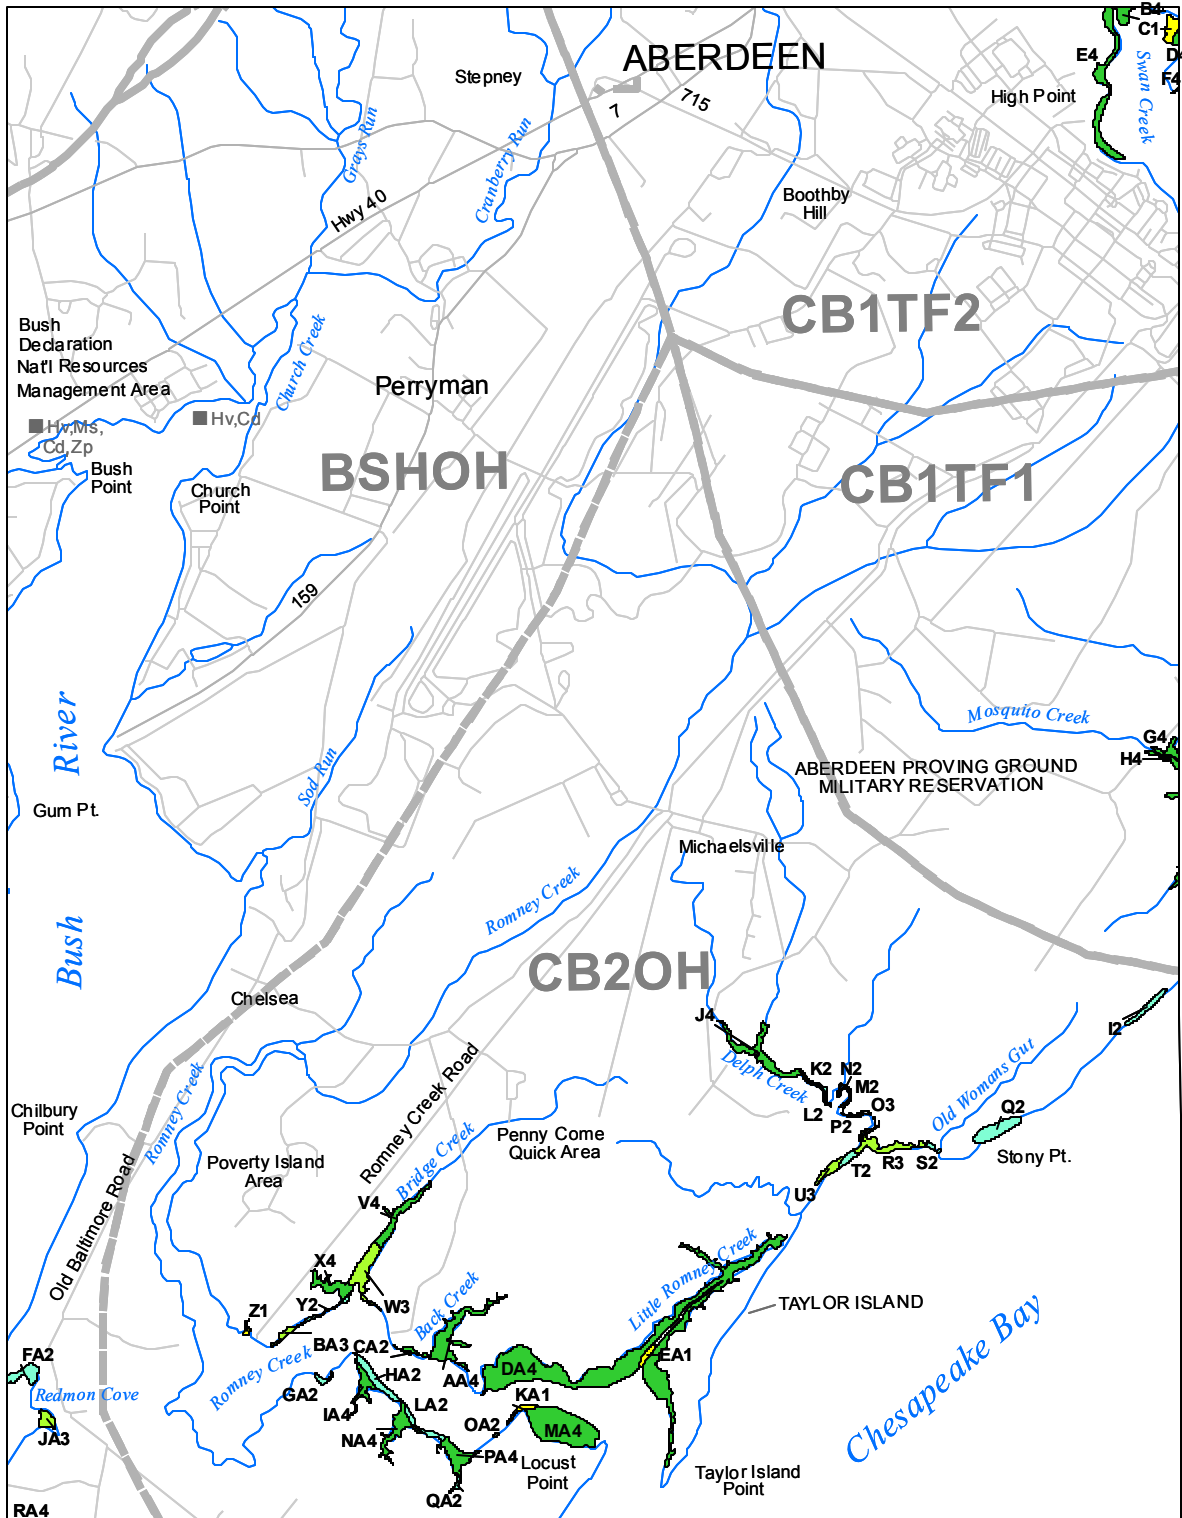 B4
C1
ABERDEEN
E4
D4
Stepney
F4
High Point
715
7
Swan Creek
Grays Run
Cranberry Run
Hwy 40
Boothby
Hill
CB1TF2
Bush
Declaration
Nat'l Resources
Management Area
Church Creek
Perryman
Hv,Cd
Hv,Ms,
Cd,Zp
Bush
Point
BSHOH
CB1TF1
Church
Point
159
River
Mosquito Creek
G4
H4
ABERDEEN PROVING GROUND
MILITARY RESERVATION
Sod Run
Gum Pt.
Michaelsville
Romney Creek
Bush
CB2OH
Chelsea
J4
I2
Delph Creek
K2
N2
M2
L2
O3
P2
Old Womans Gut
Q2
Chilbury
Point
Romney Creek
Romney Creek Road
Bridge Creek
Penny Come
Quick Area
Poverty Island
Area
T2
R3
S2
Stony Pt.
U3
V4
Old Baltimore Road
X4
Y2
W3
Z1
Back Creek
Little Romney Creek
TAYLOR ISLAND
Chesapeake Bay
BA3
CA2
FA2
HA2
AA4
DA4
EA1
Romney Creek
GA2
Redmon Cove
IA4
LA2
KA1
JA3
NA4
OA2
MA4
PA4
Locust
Point
Taylor Island
Point
QA2
RA4